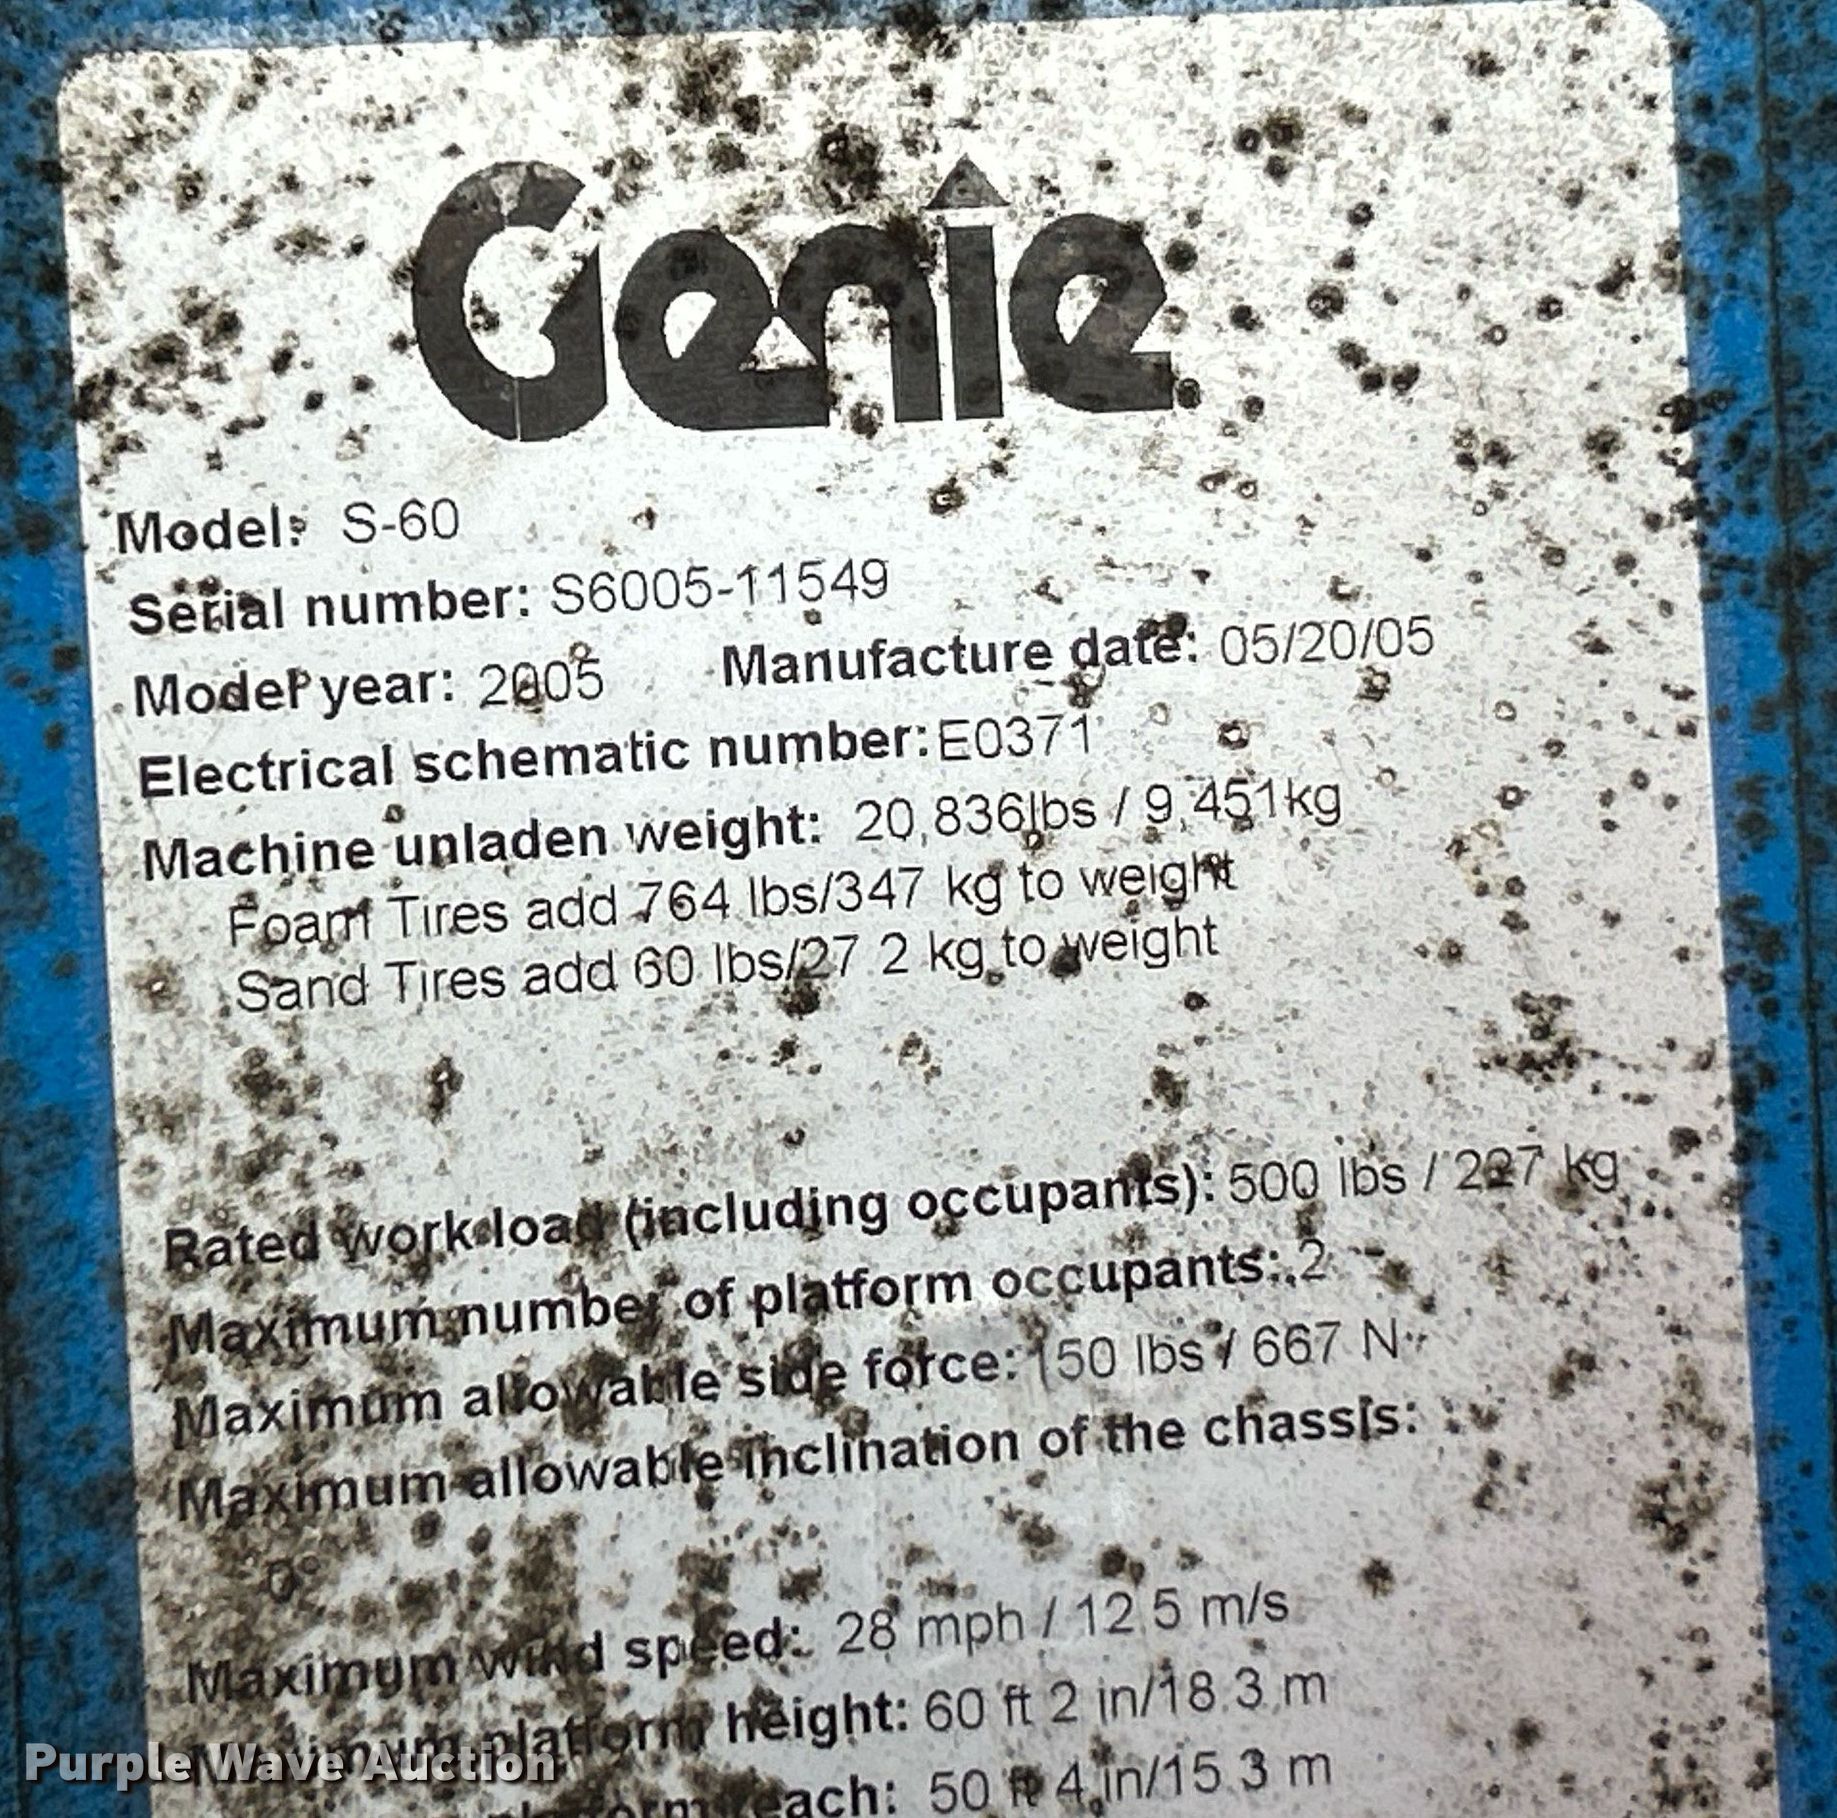 Genie
Model: S-60
Serial number: S6005-11549
Model year: 2005 Manufacture date: 05/20/05
Electrical schematic number: E0371
Machine unladen weight: 20,836lbs / 9,451kg
Foam Tires add 764 lbs/347 kg to weight
Sand Tires add 60 lbs/27 2 kg to weight
Rated work load (including occupants): 500 lbs / 227 kg
Maximum number of platform occupants: 2
Maximum allowable side force: 150 lbs / 667 N
Maximum allowable inclination of the chassis:
0°
Maximum wind speed: 28 mph / 12 5 m/s
Maximum platform height: 60 ft 2 in/18 3 m
platform reach: 50 ft 4 in/15 3 m
Purple Wave Auction